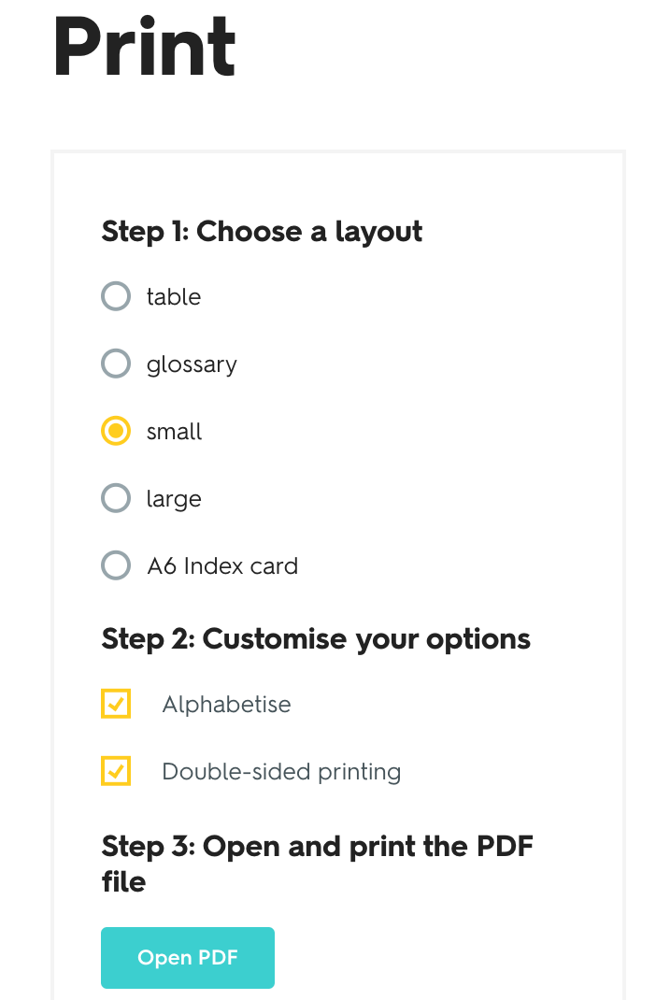 Print
Step 1: Choose a layout
table
glossary
small
large
A6 Index card
Step 2: Customise your options
Alphabetise
Double-sided printing
Step 3: Open and print the PDF
file
Open PDF